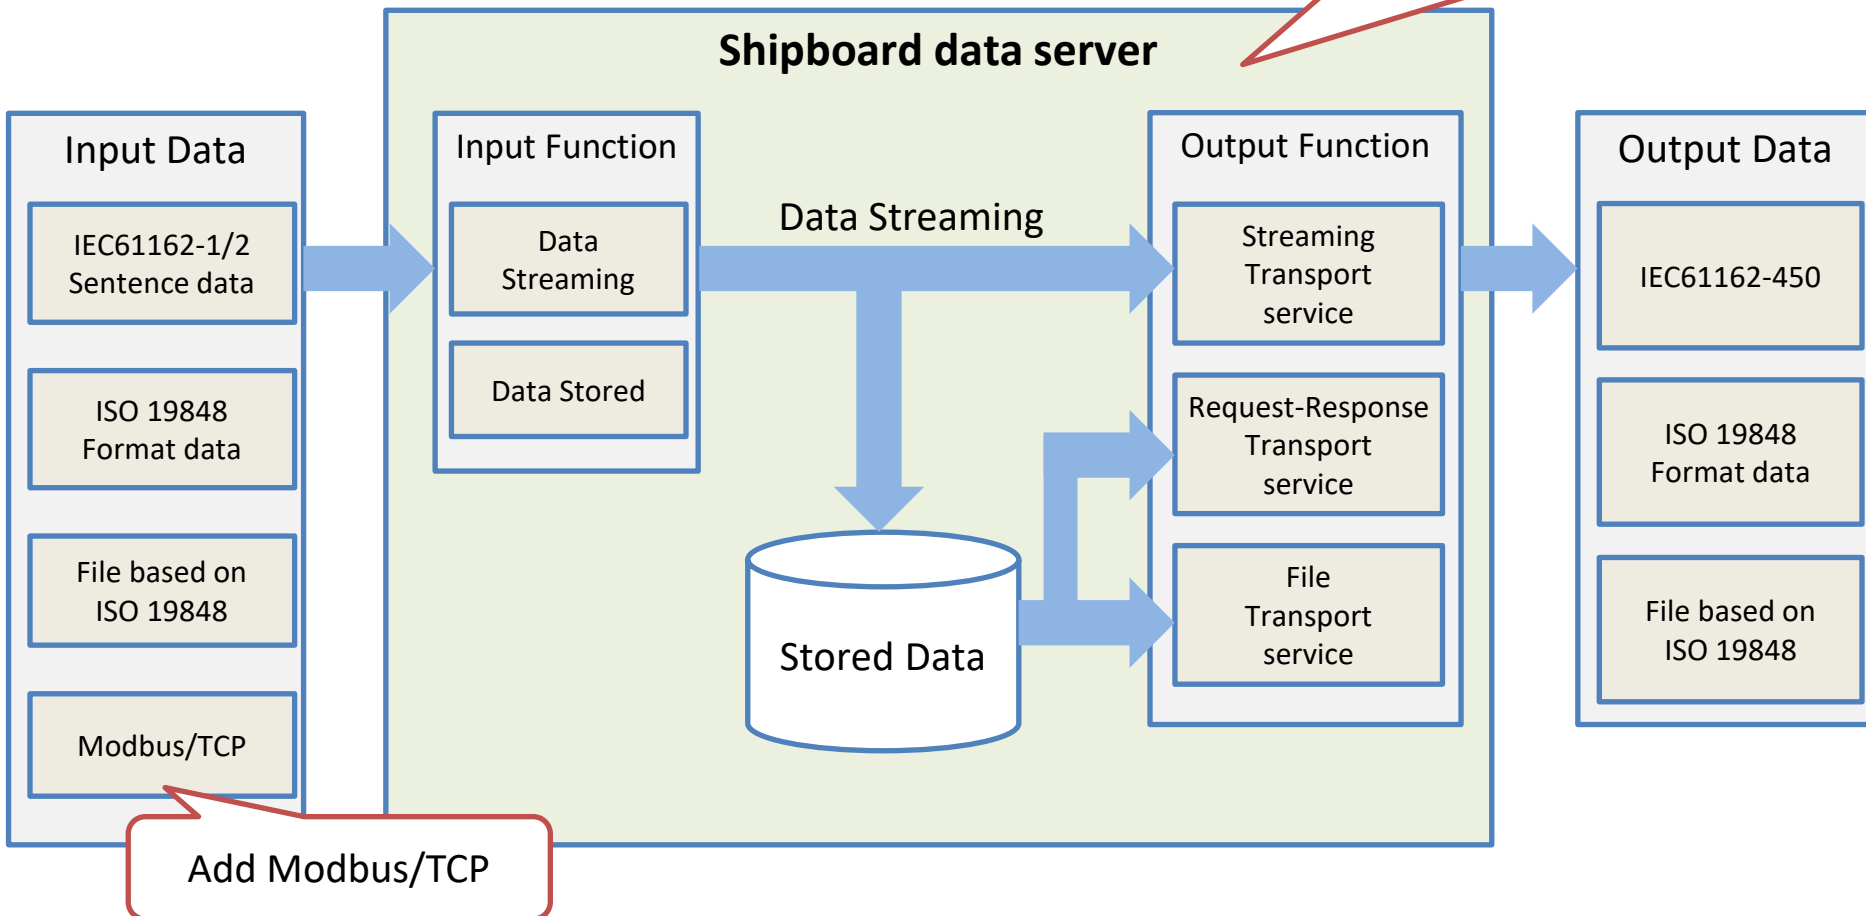 Shipboard data server
Input Data
IEC61162-1/2
Sentence data
ISO 19848
Format data
File based on
ISO 19848
Modbus/TCP
Add Modbus/TCP
Input Function
Data
Streaming
Data Stored
Data Streaming
Stored Data
Output Function
Streaming
Transport
service
Request-Response
Transport
service
File
Transport
service
Output Data
IEC61162-450
ISO 19848
Format data
File based on
ISO 19848